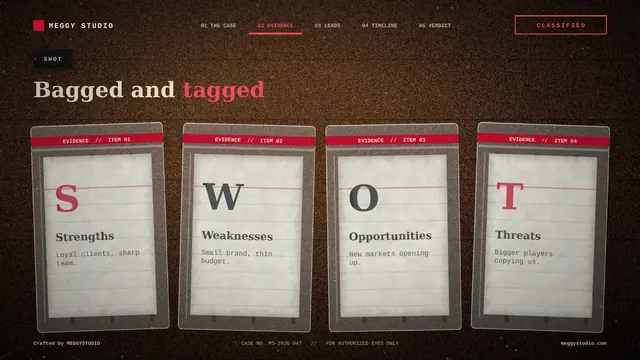 MEGGY STUDIO
01 THE CASE
02 EVIDENCE
03 LEADS
04 TIMELINE
05 VERDICT
CLASSIFIED
SWOT
Bagged and tagged
EVIDENCE // ITEM 01
S
Strengths
Loyal clients, sharp
team.
EVIDENCE // ITEM 02
W
Weaknesses
Small brand, thin
budget.
EVIDENCE // ITEM 03
O
Opportunities
New markets opening
up.
EVIDENCE // ITEM 04
T
Threats
Bigger players
copying us.
Crafted by MEGGYSTUDIO
CASE NO. MS-2026-047 // FOR AUTHORIZED EYES ONLY
meggystudio.com